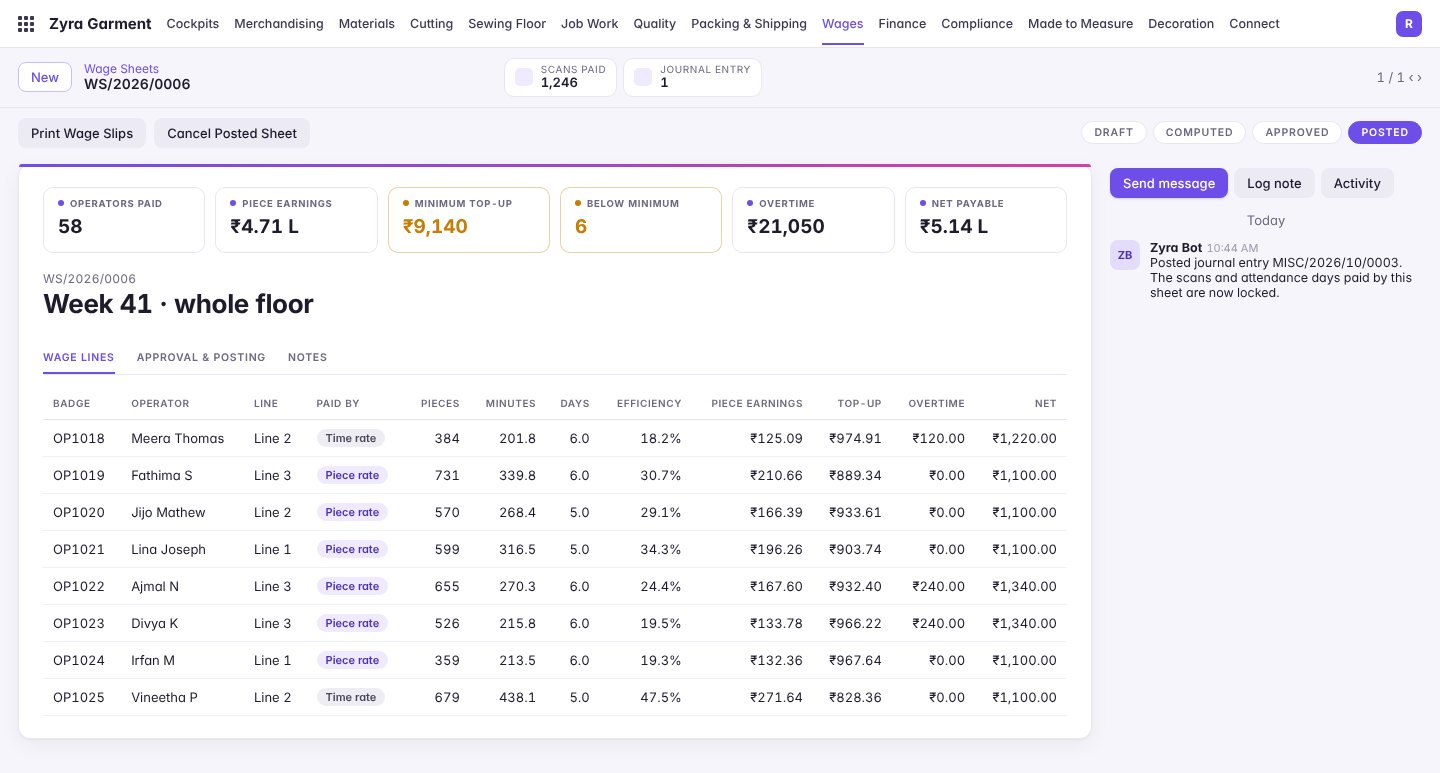 Zyra Garment Cockpits Merchandising Materials Cutting Sewing Floor Job Work Quality Packing & Shipping Wages Finance Compliance Made to Measure Decoration Connect R
New
Wage Sheets
WS/2026/0006
SCANS PAID
1,246
JOURNAL ENTRY
1
1 / 1 ‹ ›
Print Wage Slips Cancel Posted Sheet
DRAFT COMPUTED APPROVED POSTED
OPERATORS PAID
58
PIECE EARNINGS
₹4.71 L
MINIMUM TOP-UP
₹9,140
BELOW MINIMUM
6
OVERTIME
₹21,050
NET PAYABLE
₹5.14 L
WS/2026/0006
Week 41 · whole floor
WAGE LINES APPROVAL & POSTING NOTES
BADGE OPERATOR LINE PAID BY PIECES MINUTES DAYS EFFICIENCY PIECE EARNINGS TOP-UP OVERTIME NET
OP1018 Meera Thomas Line 2 Time rate 384 201.8 6.0 18.2% ₹125.09 ₹974.91 ₹120.00 ₹1,220.00
OP1019 Fathima S Line 3 Piece rate 731 339.8 6.0 30.7% ₹210.66 ₹889.34 ₹0.00 ₹1,100.00
OP1020 Jijo Mathew Line 2 Piece rate 570 268.4 5.0 29.1% ₹166.39 ₹933.61 ₹0.00 ₹1,100.00
OP1021 Lina Joseph Line 1 Piece rate 599 316.5 5.0 34.3% ₹196.26 ₹903.74 ₹0.00 ₹1,100.00
OP1022 Ajmal N Line 3 Piece rate 655 270.3 6.0 24.4% ₹167.60 ₹932.40 ₹240.00 ₹1,340.00
OP1023 Divya K Line 3 Piece rate 526 215.8 6.0 19.5% ₹133.78 ₹966.22 ₹240.00 ₹1,340.00
OP1024 Irfan M Line 1 Piece rate 359 213.5 6.0 19.3% ₹132.36 ₹967.64 ₹0.00 ₹1,100.00
OP1025 Vineetha P Line 2 Time rate 679 438.1 5.0 47.5% ₹271.64 ₹828.36 ₹0.00 ₹1,100.00
Send message Log note Activity
Today
ZB
Zyra Bot 10:44 AM
Posted journal entry MISC/2026/10/0003.
The scans and attendance days paid by this
sheet are now locked.